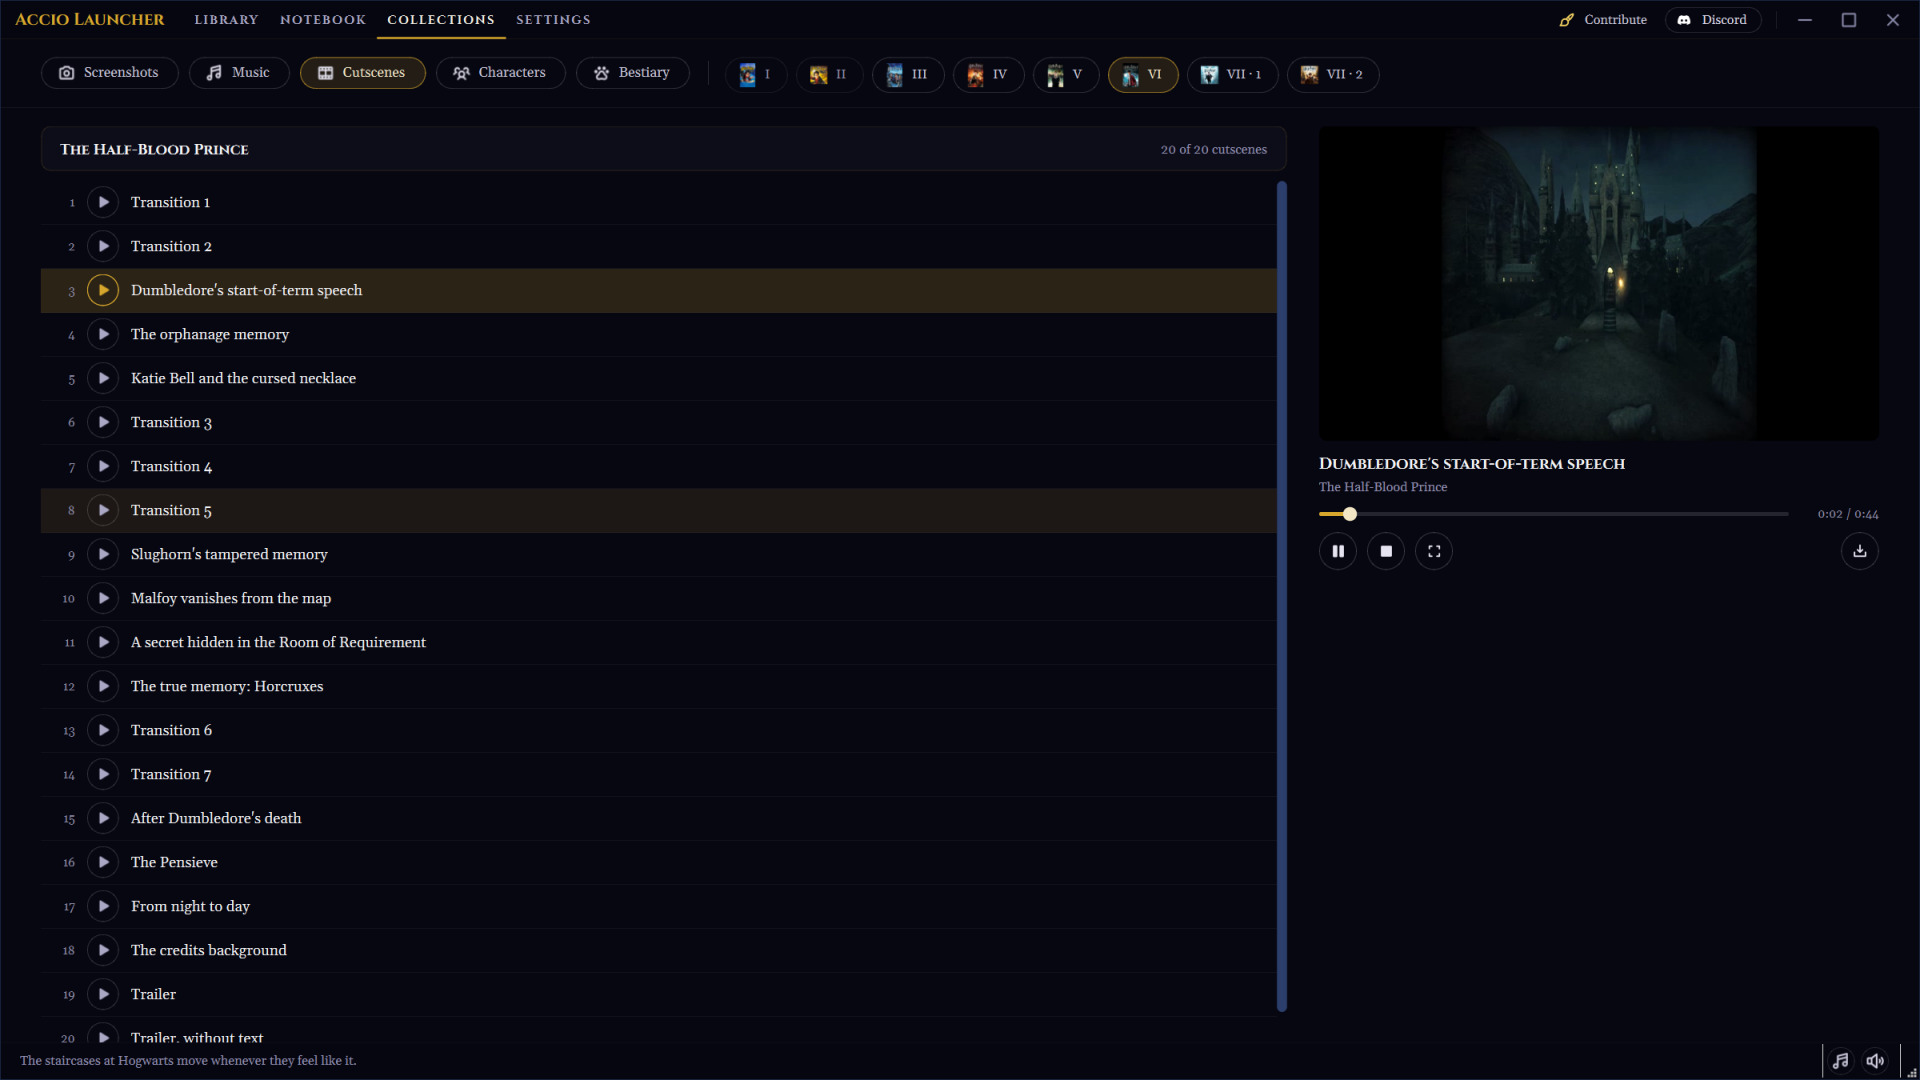 ACCIO LAUNCHER
LIBRARY
NOTEBOOK
COLLECTIONS
SETTINGS
Contribute
Discord
Screenshots
Music
Cutscenes
Characters
Bestiary
I
II
III
IV
V
VI
VII · 1
VII · 2
THE HALF-BLOOD PRINCE
20 of 20 cutscenes
1 Transition 1
2 Transition 2
3 Dumbledore's start-of-term speech
4 The orphanage memory
5 Katie Bell and the cursed necklace
6 Transition 3
7 Transition 4
8 Transition 5
9 Slughorn's tampered memory
10 Malfoy vanishes from the map
11 A secret hidden in the Room of Requirement
12 The true memory: Horcruxes
13 Transition 6
14 Transition 7
15 After Dumbledore's death
16 The Pensieve
17 From night to day
18 The credits background
19 Trailer
20 Trailer, without text
DUMBLEDORE'S START-OF-TERM SPEECH
The Half-Blood Prince
0:02 / 0:44
The staircases at Hogwarts move whenever they feel like it.